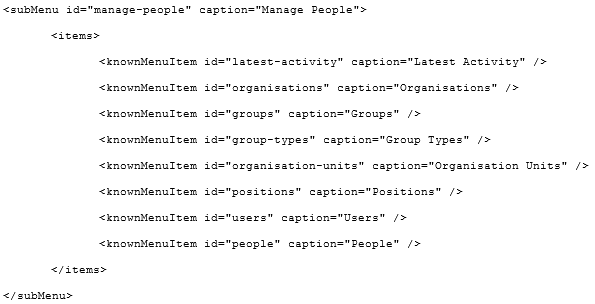 <subMenu id="manage-people" caption="Manage People">
<items>
<knownMenuItem id="latest-activity" caption="Latest Activity" />
<knownMenuItem id="organisations" caption="Organisations" />
<knownMenuItem id="groups" caption="Groups" />
<knownMenuItem id="group-types" caption="Group Types" />
<knownMenuItem id="organisation-units" caption="Organisation Units" />
<knownMenuItem id="positions" caption="Positions" />
<knownMenuItem id="users" caption="Users" />
<knownMenuItem id="people" caption="People" />
</items>
</subMenu>